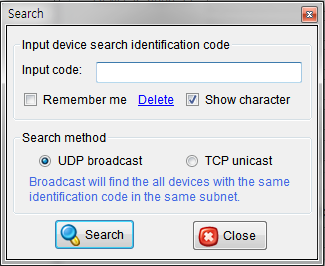 Search
Input device search identification code
Input code:
Remember me Delete Show character
Search method
UDP broadcast TCP unicast
Broadcast will find the all devices with the same
identification code in the same subnet.
Search Close